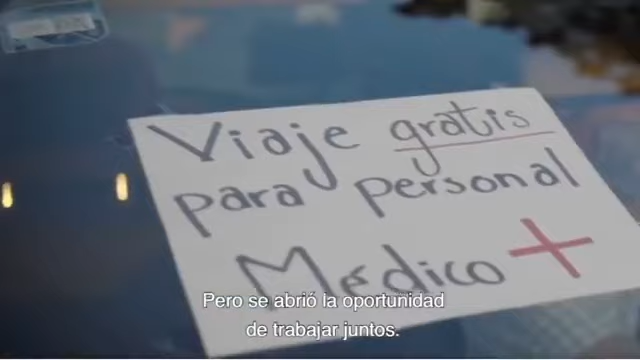 Viaje gratis
para personal
Médico
Pero se abrió la oportunidad
de trabajar juntos.